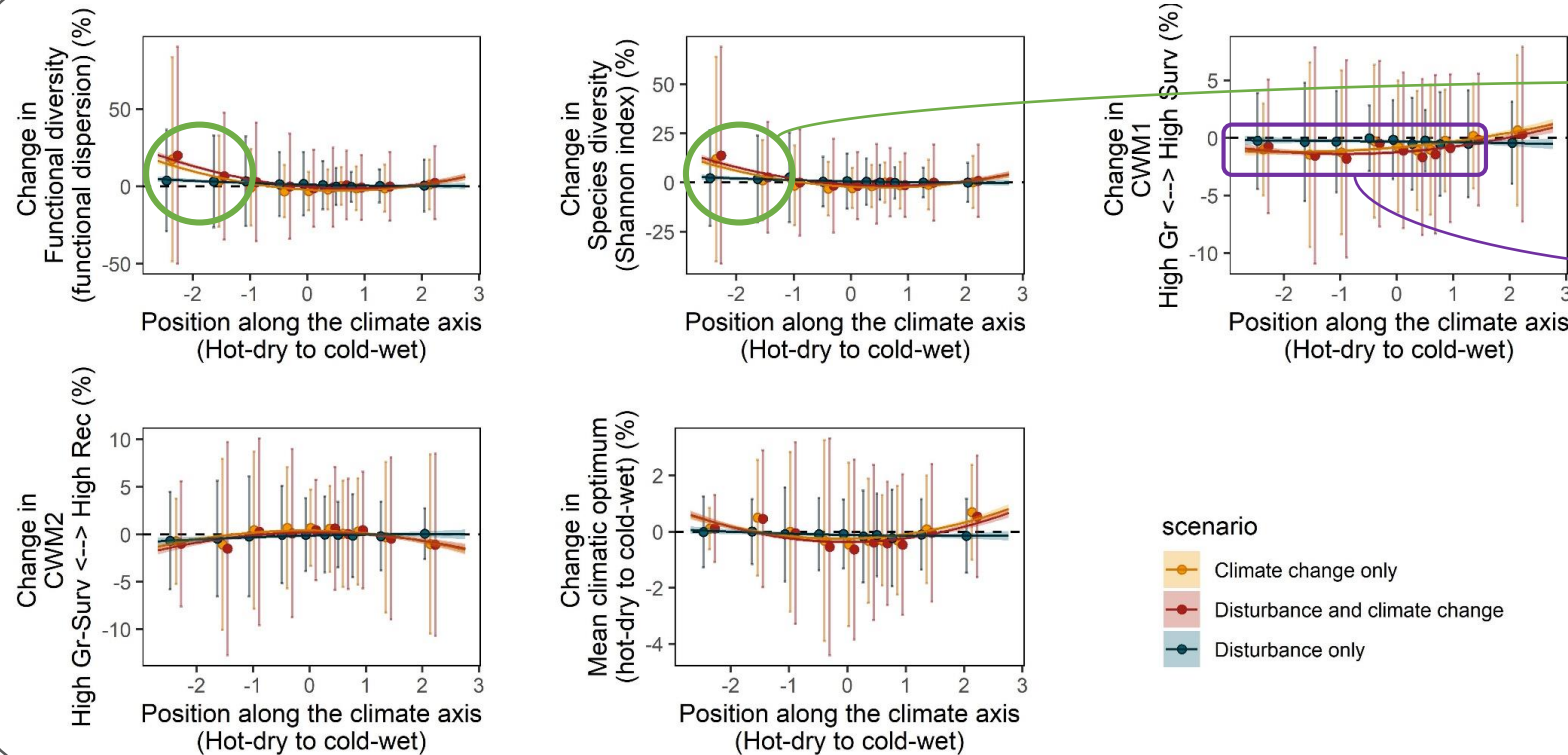 Change in
Functional diversity
(functional dispersion) (%)
50
0
-50
-2
-1
0
1
2
3
Position along the climate axis
(Hot-dry to cold-wet)
Change in
Species diversity
(Shannon index) (%)
50
25
0
-25
-2
-1
0
1
2
3
Position along the climate axis
(Hot-dry to cold-wet)
Change in
CWM1
High Gr <--> High Surv (%)
5
0
-5
-10
-2
-1
0
1
2
3
Position along the climate axis
(Hot-dry to cold-wet)
Change in
CWM2
High Gr-Surv <--> High Rec (%)
10
5
0
-5
-10
-2
-1
0
1
2
3
Position along the climate axis
(Hot-dry to cold-wet)
Change in
Mean climatic optimum
(hot-dry to cold-wet) (%)
2
0
-2
-4
-2
-1
0
1
2
3
Position along the climate axis
(Hot-dry to cold-wet)
scenario
Climate change only
Disturbance and climate change
Disturbance only